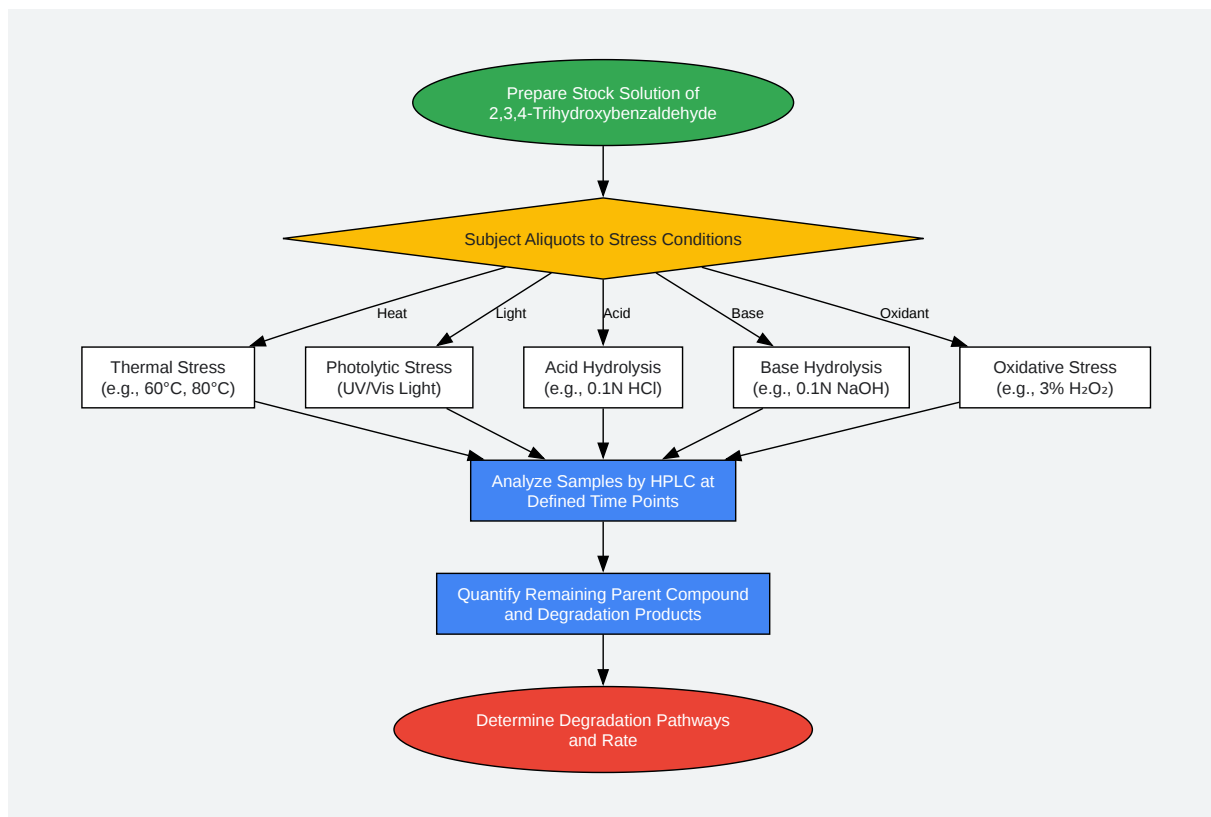 Prepare Stock Solution of
2,3,4-Trihydroxybenzaldehyde
Subject Aliquots to Stress Conditions
Heat
Light
Acid
Base
Oxidant
Thermal Stress
(e.g., 60°C, 80°C)
Photolytic Stress
(UV/Vis Light)
Acid Hydrolysis
(e.g., 0.1N HCl)
Base Hydrolysis
(e.g., 0.1N NaOH)
Oxidative Stress
(e.g., 3% H₂O₂)
Analyze Samples by HPLC at
Defined Time Points
Quantify Remaining Parent Compound
and Degradation Products
Determine Degradation Pathways
and Rate